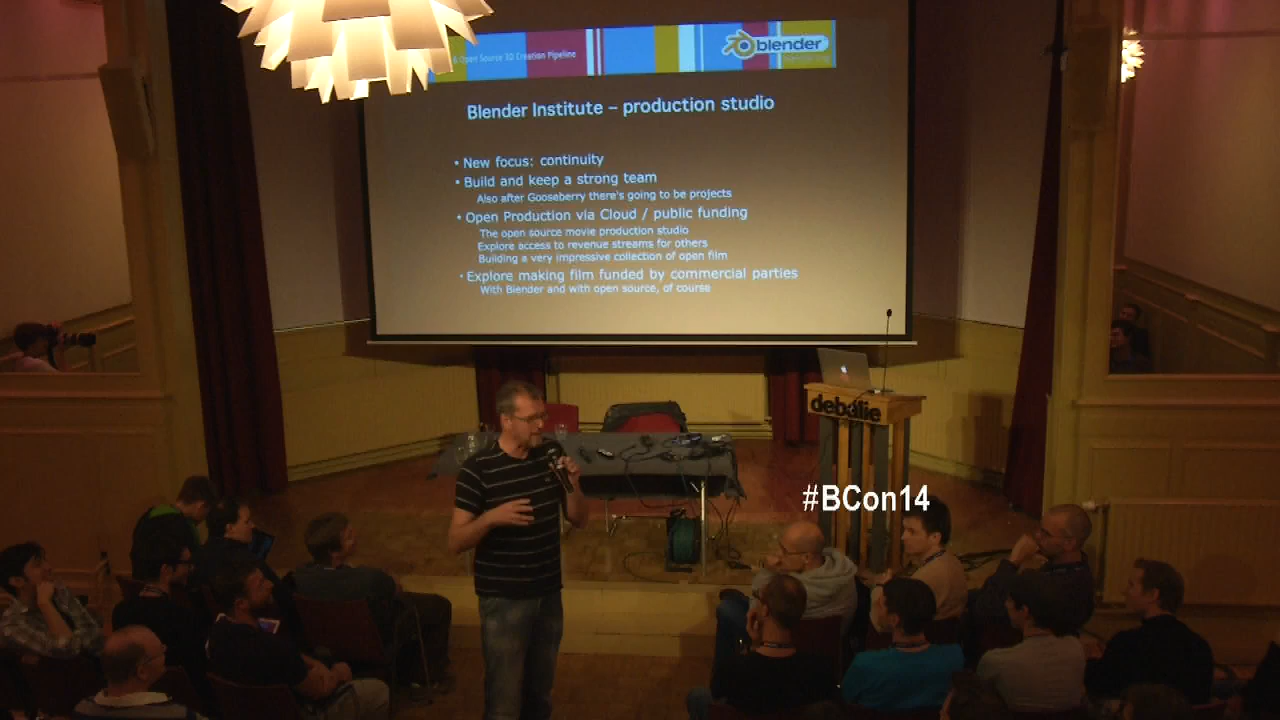 & Open Source 3D Creation Pipeline
blender
Blender Institute – production studio
• New focus: continuity
• Build and keep a strong team
Also after Gooseberry there's going to be projects
• Open Production via Cloud / public funding
The open source movie production studio
Explore access to revenue streams for others
Building a very impressive collection of open film
• Explore making film funded by commercial parties
With Blender and with open source, of course
debalie
#BCon14